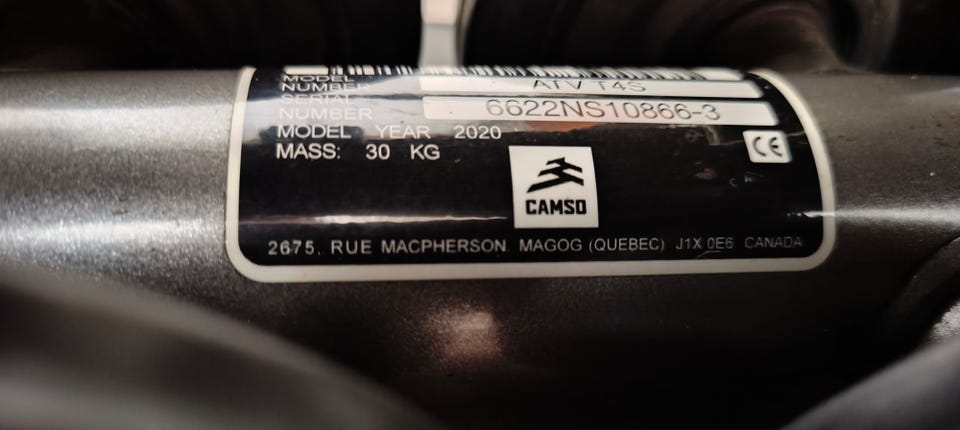 MODEL
NUMBER ATV T4S
SERIAL
NUMBER 6622NS10866-3
MODEL YEAR 2020
MASS: 30 KG
CE
CAMSO
2675, RUE MACPHERSON MAGOG (QUEBEC) J1X 0E6 CANADA